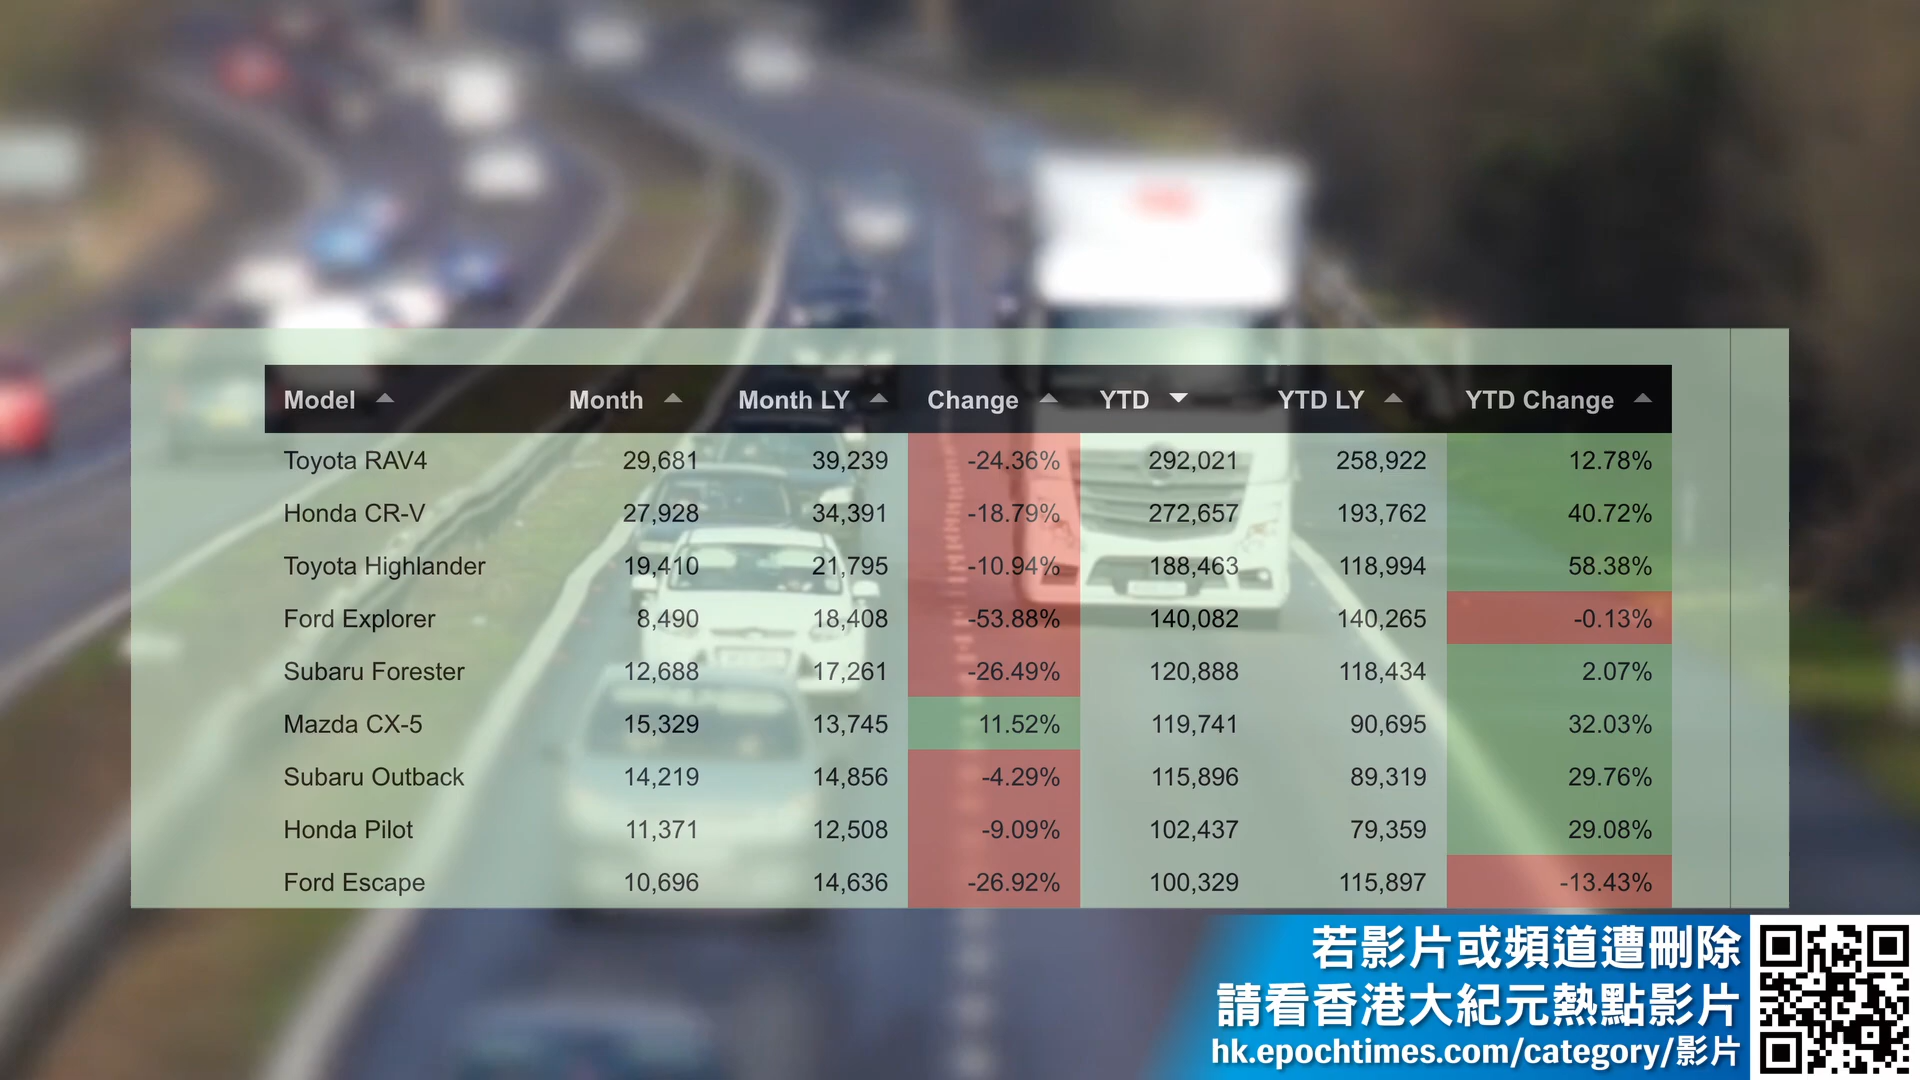 Model Month Month LY Change YTD YTD LY YTD Change
Toyota RAV4 29,681 39,239 -24.36% 292,021 258,922 12.78%
Honda CR-V 27,928 34,391 -18.79% 272,657 193,762 40.72%
Toyota Highlander 19,410 21,795 -10.94% 188,463 118,994 58.38%
Ford Explorer 8,490 18,408 -53.88% 140,082 140,265 -0.13%
Subaru Forester 12,688 17,261 -26.49% 120,888 118,434 2.07%
Mazda CX-5 15,329 13,745 11.52% 119,741 90,695 32.03%
Subaru Outback 14,219 14,856 -4.29% 115,896 89,319 29.76%
Honda Pilot 11,371 12,508 -9.09% 102,437 79,359 29.08%
Ford Escape 10,696 14,636 -26.92% 100,329 115,897 -13.43%
若影片或頻道遭刪除
請看香港大紀元熱點影片
hk.epochtimes.com/category/影片